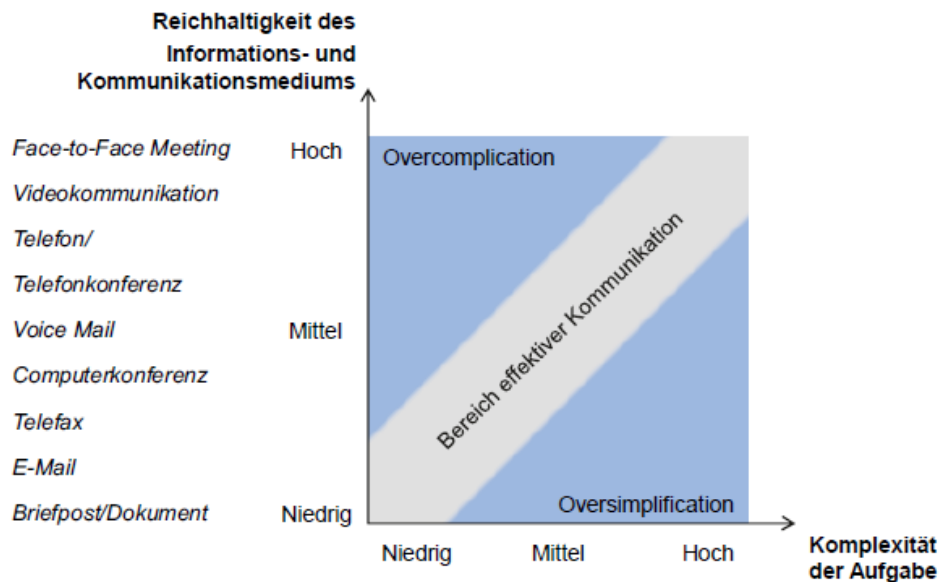 Reichhaltigkeit des
Informations- und
Kommunikationsmediums
Face-to-Face Meeting
Hoch
Overcomplication
Videokommunikation
Telefon/
Telefonkonferenz
Voice Mail
Mittel
Computerkonferenz
Telefax
E-Mail
Briefpost/Dokument
Niedrig
Bereich effektiver Kommunikation
Oversimplification
Niedrig
Mittel
Hoch
Komplexität
der Aufgabe